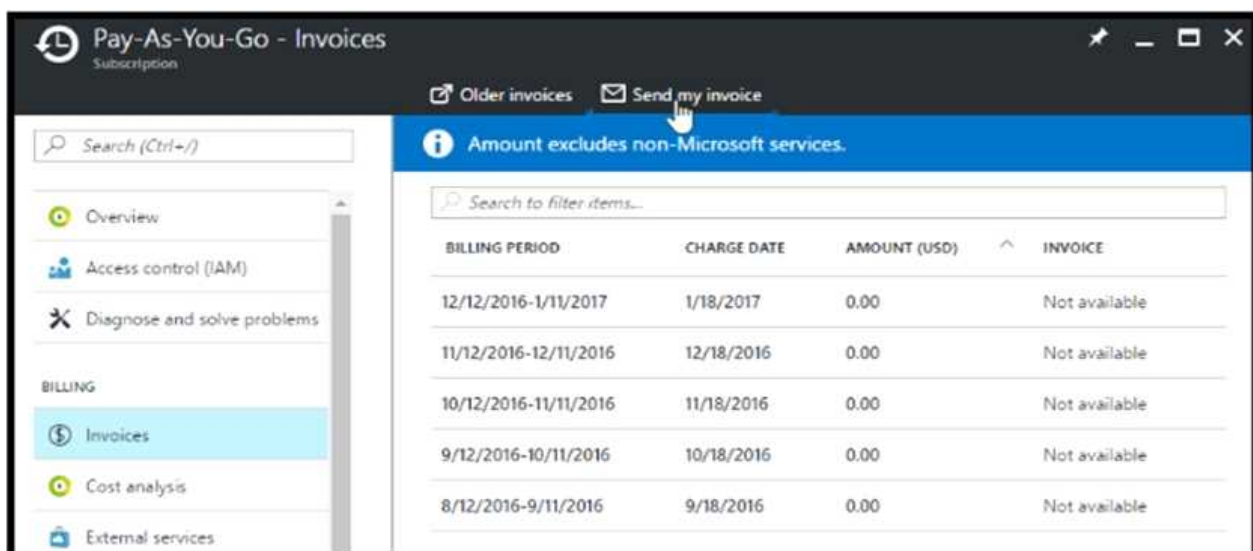 Pay-As-You-Go - Invoices
Subscription
Older invoices Send my invoice
Search (Ctrl+/)
Amount excludes non-Microsoft services.
Overview
Access control (IAM)
Diagnose and solve problems
BILLING
Invoices
Cost analysis
External services
Search to filter items...
BILLING PERIOD CHARGE DATE AMOUNT (USD) INVOICE
12/12/2016-1/11/2017 1/18/2017 0.00 Not available
11/12/2016-12/11/2016 12/18/2016 0.00 Not available
10/12/2016-11/11/2016 11/18/2016 0.00 Not available
9/12/2016-10/11/2016 10/18/2016 0.00 Not available
8/12/2016-9/11/2016 9/18/2016 0.00 Not available